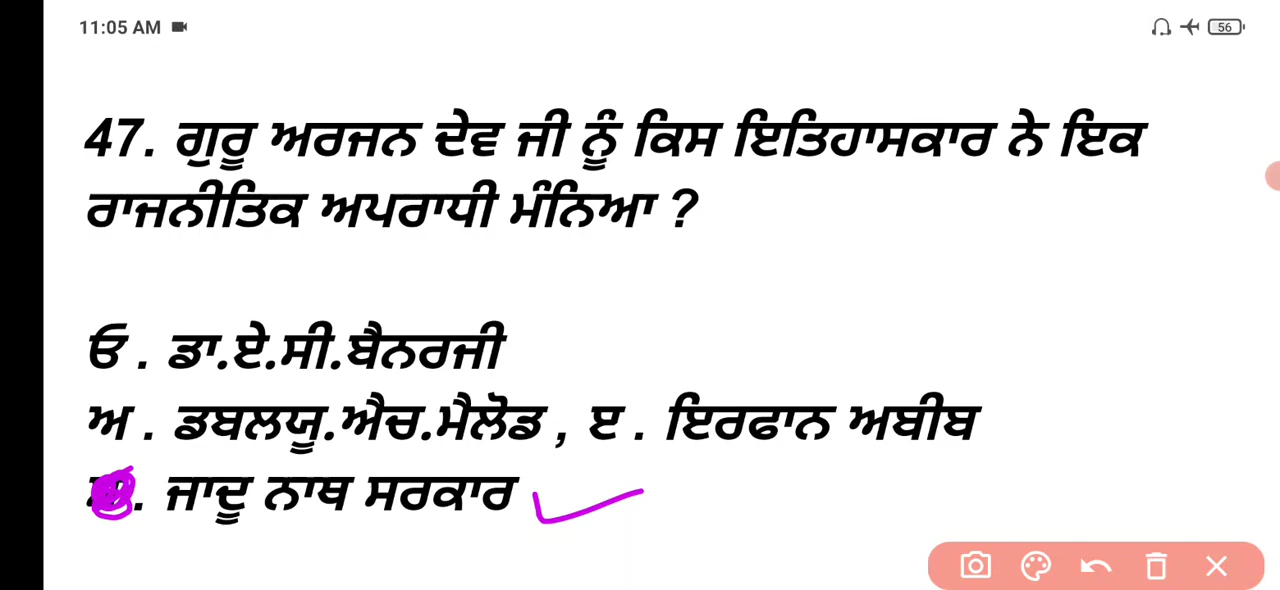 11:05 AM
56
47. ਗੁਰੂ ਅਰਜਨ ਦੇਵ ਜੀ ਨੂੰ ਕਿਸ ਇਤਿਹਾਸਕਾਰ ਨੇ ਇਕ
ਰਾਜਨੀਤਿਕ ਅਪਰਾਧੀ ਮੰਨਿਆ ?
ਓ . ਡਾ.ਏ.ਸੀ.ਬੈਨਰਜੀ
ਅ . ਡਬਲਯੂ.ਐਚ.ਮੈਲੋਡ , ੲ . ਇਰਫਾਨ ਅਬੀਬ
. ਜਾਦੂ ਨਾਥ ਸਰਕਾਰ